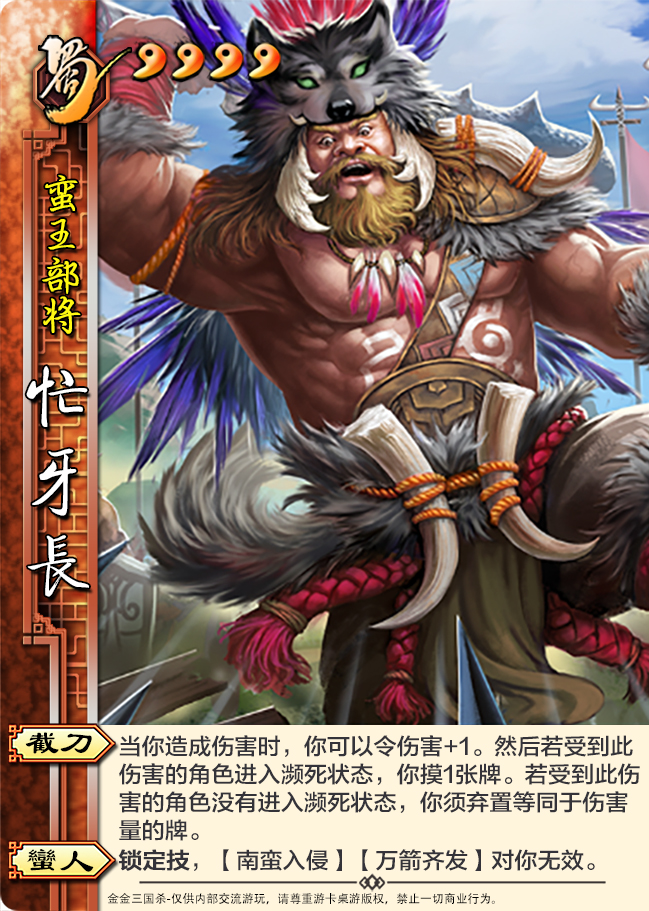 蜀
蛮王部将
忙牙長
截刀
当你造成伤害时，你可以令伤害+1。然后若受到此
伤害的角色进入濒死状态，你摸1张牌。若受到此伤
害的角色没有进入濒死状态，你须弃置等同于伤害
量的牌。
蠻人
锁定技，【南蛮入侵】【万箭齐发】对你无效。
金金三国杀-仅供内部交流游玩，请尊重游卡桌游版权，禁止一切商业行为。